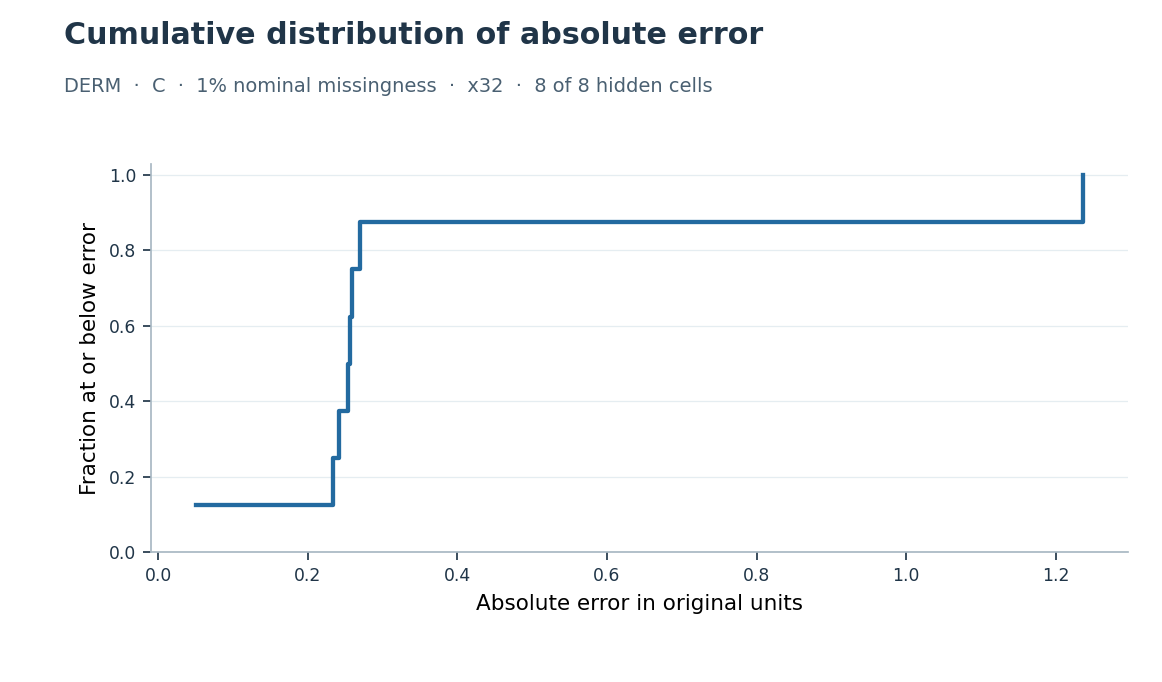 Cumulative distribution of absolute error
DERM · C · 1% nominal missingness · x32 · 8 of 8 hidden cells
Fraction at or below error
1.0
0.8
0.6
0.4
0.2
0.0
0.0 0.2 0.4 0.6 0.8 1.0 1.2
Absolute error in original units